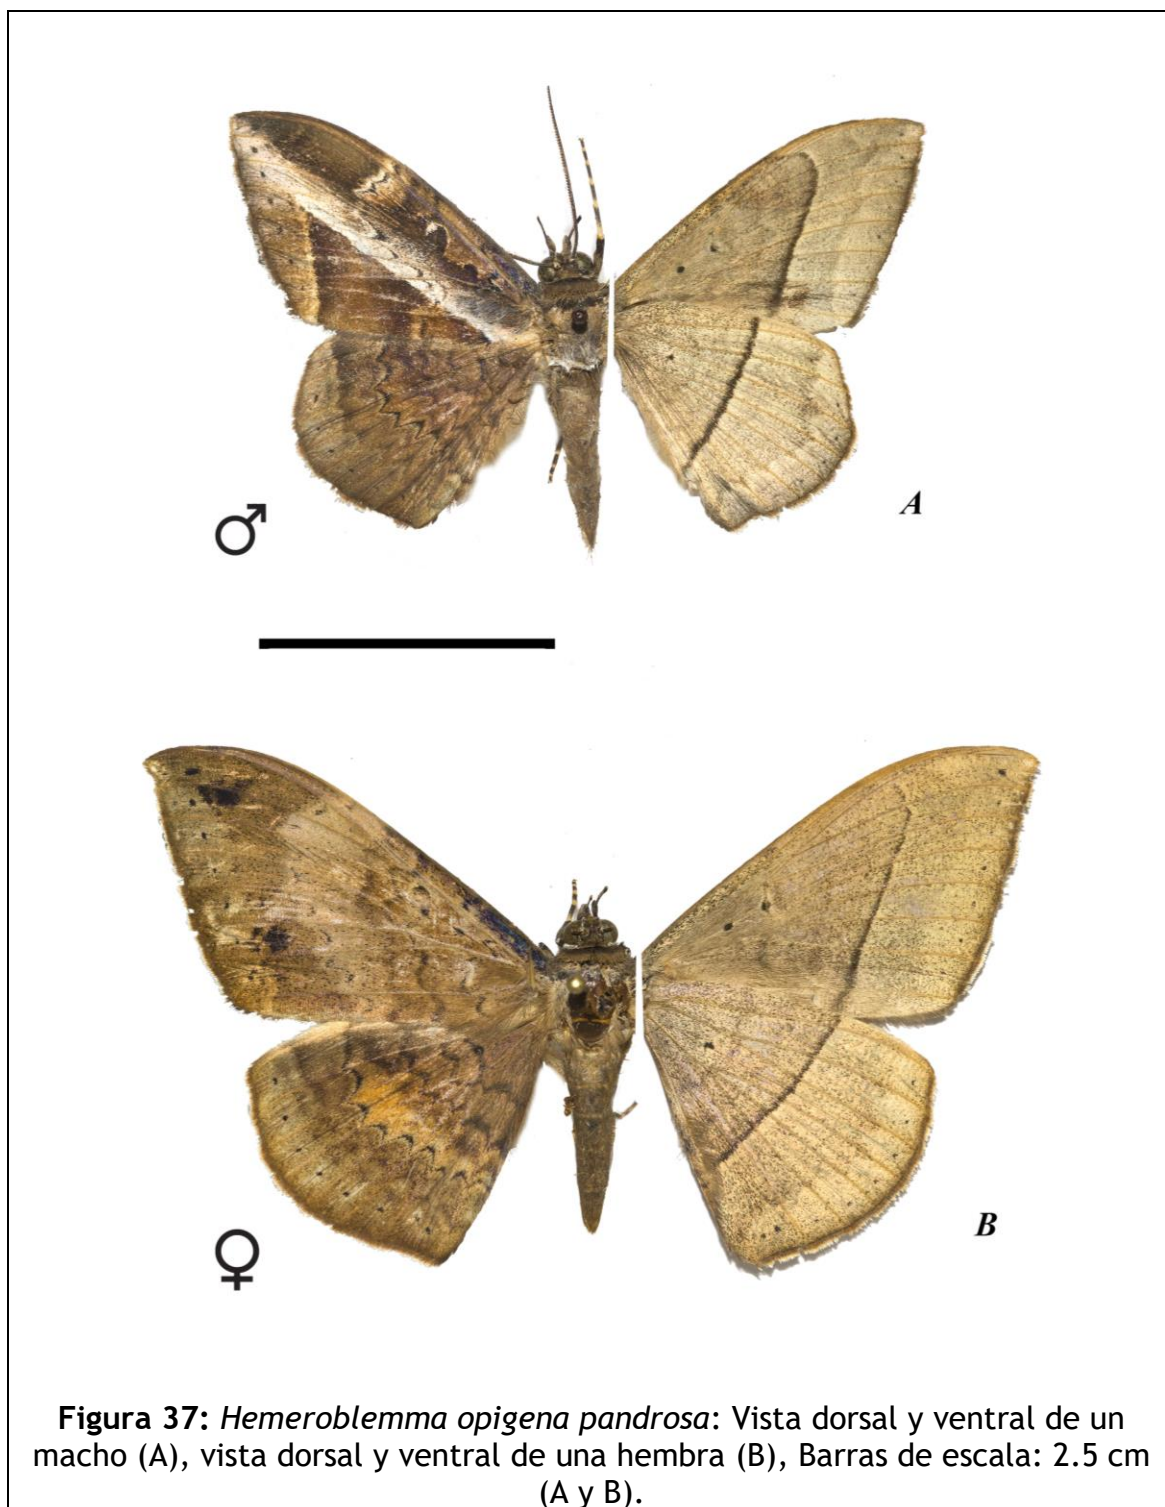 ♂
A
♀
B
Figura 37: Hemeroblemma opigena pandrosa: Vista dorsal y ventral de un
macho (A), vista dorsal y ventral de una hembra (B), Barras de escala: 2.5 cm
(A y B).